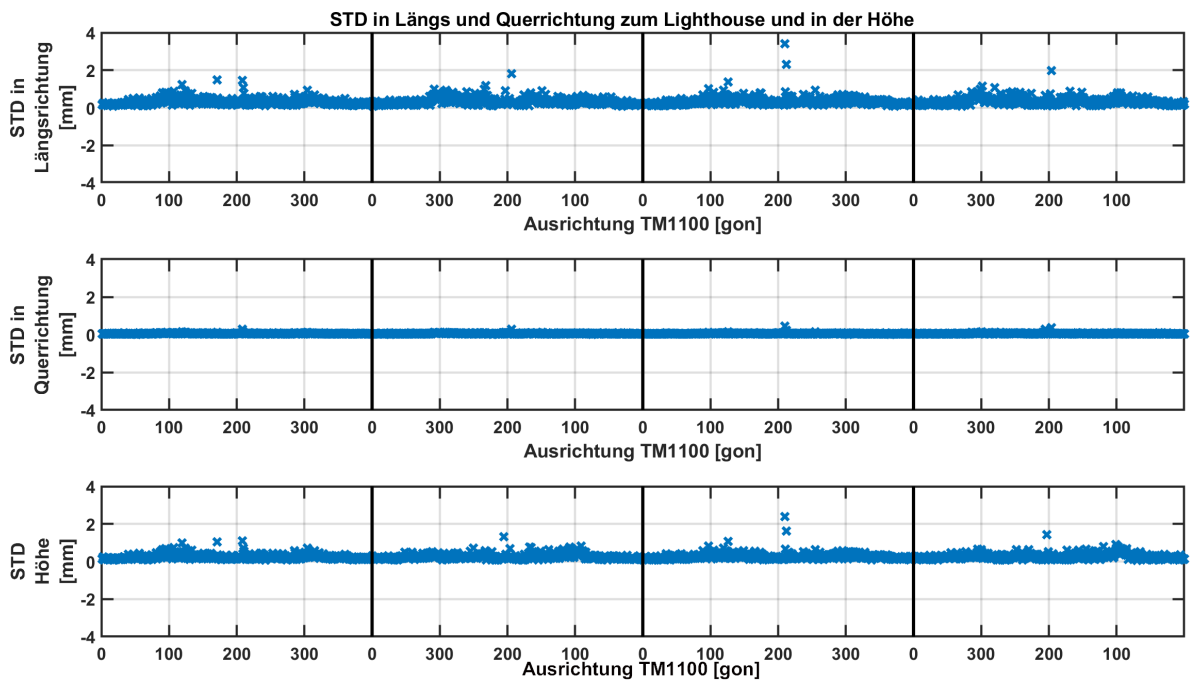 STD in Längs und Querrichtung zum Lighthouse und in der Höhe
STD in
Längsrichtung
[mm]
4
2
0
-2
-4
0 100 200 300 0 300 200 100 0 100 200 300 0 300 200 100
Ausrichtung TM1100 [gon]
STD in
Querrichtung
[mm]
4
2
0
-2
-4
0 100 200 300 0 300 200 100 0 100 200 300 0 300 200 100
Ausrichtung TM1100 [gon]
STD
Höhe
[mm]
4
2
0
-2
-4
0 100 200 300 0 300 200 100 0 100 200 300 0 300 200 100
Ausrichtung TM1100 [gon]